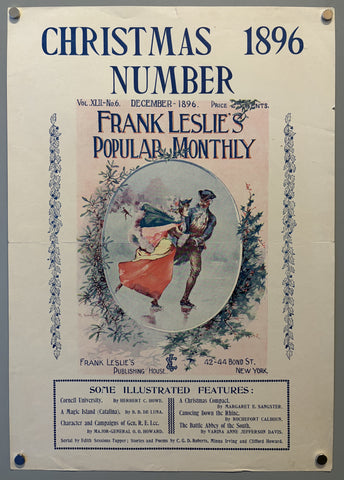 CHRISTMAS 1896
NUMBER
VOL. XLII.-No. 6. DECEMBER-1896. PRICE CENTS.
FRANK LESLIE'S
POPULAR MONTHLY
FRANK LESLIE'S
PUBLISHING HOUSE
42-44 BOND ST.
NEW YORK.
SOME ILLUSTRATED FEATURES:
Cornell University. By HERBERT C. HOWE.
A Magic Island (Catalina). By H. D. DE LUNA.
Character and Campaigns of Gen. R. E. Lee.
By MAJOR-GENERAL O. O. HOWARD.
A Christmas Compact.
By MARGARET E. SANGSTER.
Canoeing Down the Rhine.
By ROCHEFORT CALHOUN.
The Battle Abbey of the South.
By VARINA ANNE JEFFERSON DAVIS.
Serial by Edith Sessions Tupper; Stories and Poems by C. G. D. Roberts, Minna Irving and Clifford Howard.